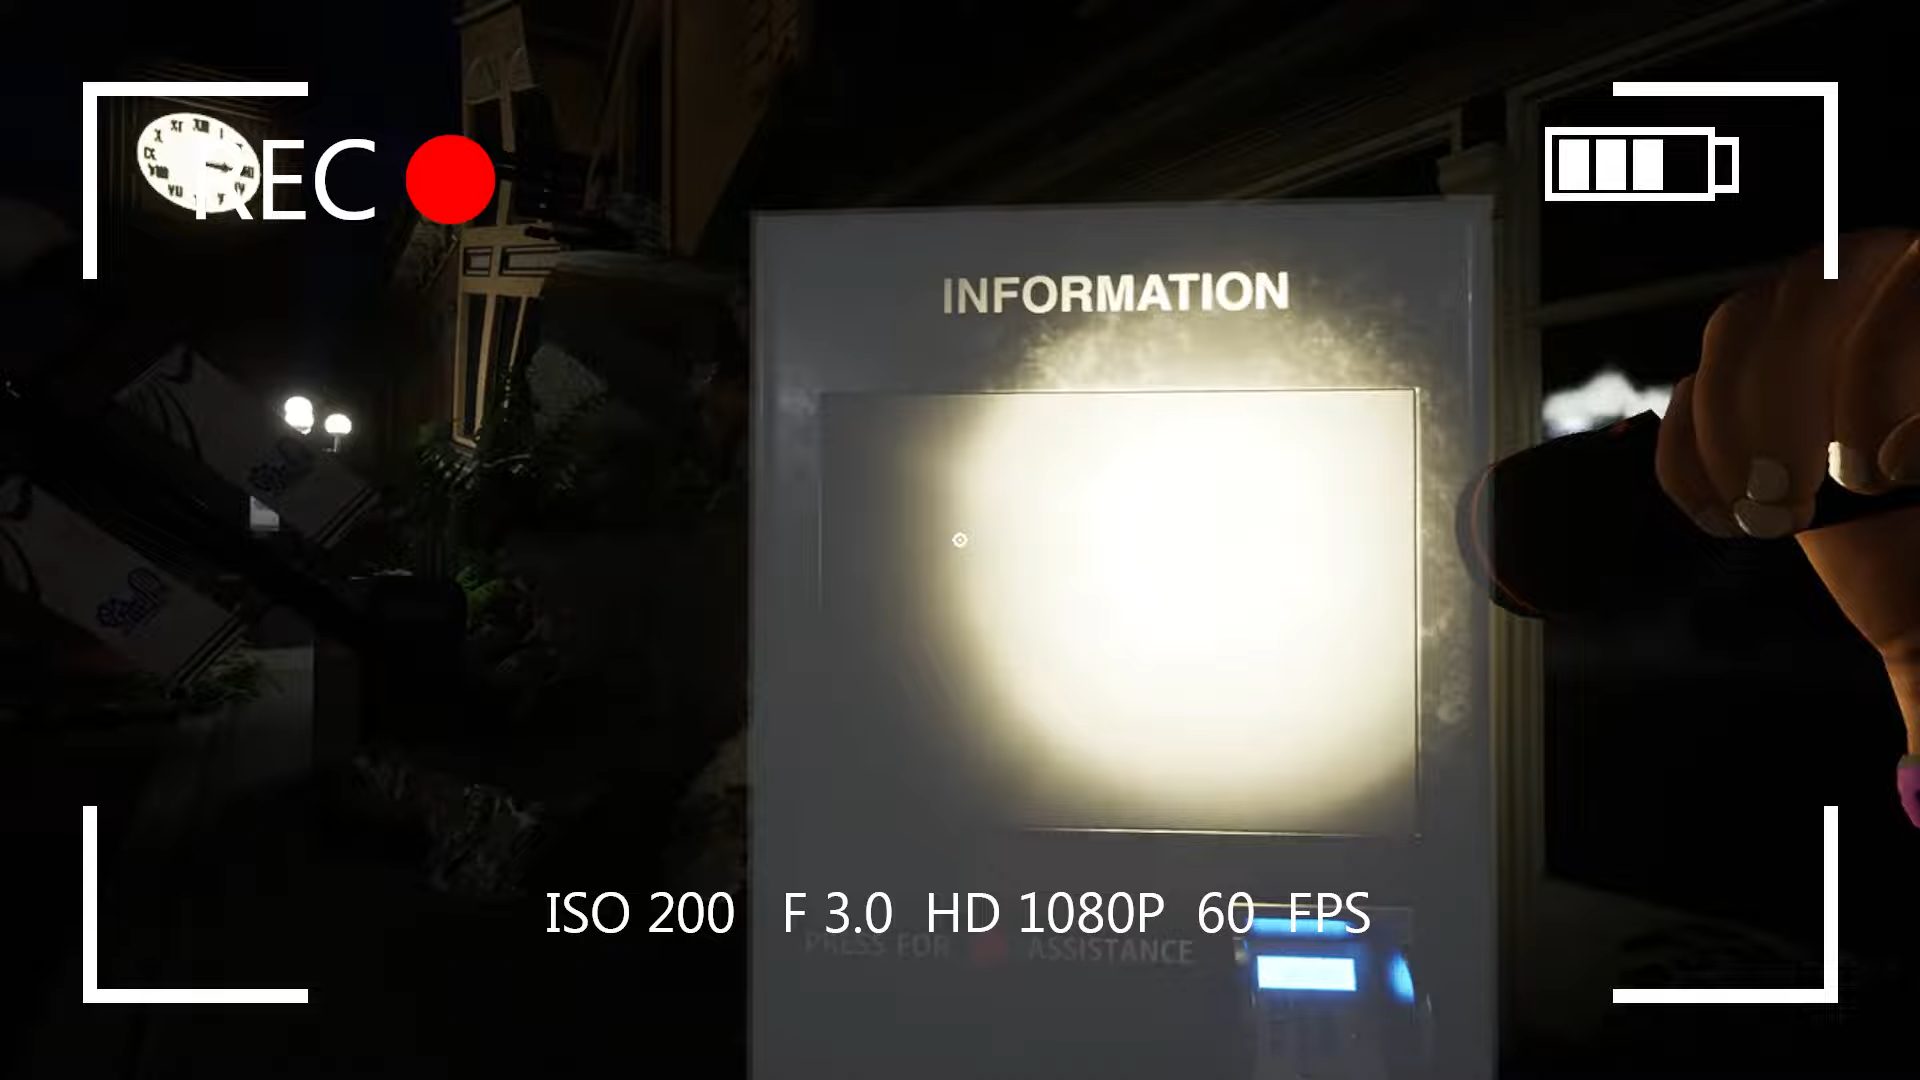 REC
INFORMATION
ISO 200 F 3.0 HD 1080P 60 FPS
PRESS FOR ASSISTANCE